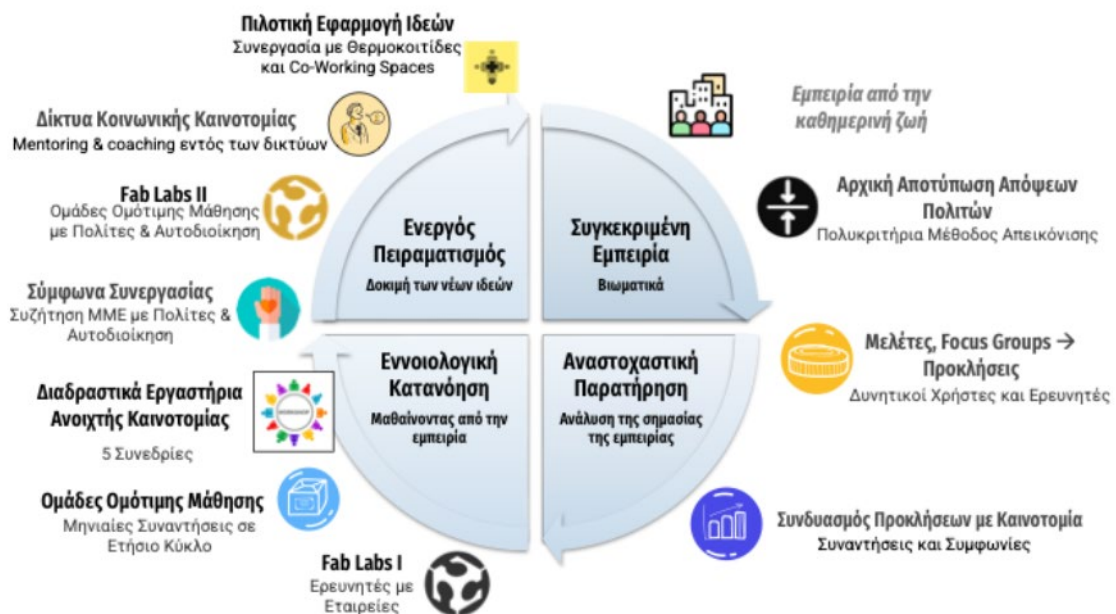 Πιλοτική Εφαρμογή Ιδεών
Συνεργασία με Θερμοκοιτίδες
και Co-Working Spaces
Δίκτυα Κοινωνικής Καινοτομίας
Mentoring & coaching εντός των δικτύων
Fab Labs II
Ομάδες Ομότιμης Μάθησης
με Πολίτες & Αυτοδιοίκηση
Σύμφωνα Συνεργασίας
Συζήτηση ΜΜΕ με Πολίτες &
Αυτοδιοίκηση
Διαδραστικά Εργαστήρια
Ανοιχτής Καινοτομίας
5 Συνεδρίες
WORKSHOP
Ομάδες Ομότιμης Μάθησης
Μηνιαίες Συναντήσεις σε
Ετήσιο Κύκλο
Fab Labs I
Ερευνητές με
Εταιρείες
Ενεργός
Πειραματισμός
Δοκιμή των νέων ιδεών
Συγκεκριμένη
Εμπειρία
Βιωματικά
Εννοιολογική
Κατανόηση
Μαθαίνοντας από την
εμπειρία
Αναστοχαστική
Παρατήρηση
Ανάλυση της σημασίας
της εμπειρίας
Εμπειρία από την
καθημερινή ζωή
Αρχική Αποτύπωση Απόψεων
Πολιτών
Πολυκριτήρια Μέθοδος Απεικόνισης
Μελέτες, Focus Groups →
Προκλήσεις
Δυνητικοί Χρήστες και Ερευνητές
Συνδυασμός Προκλήσεων με Καινοτομία
Συναντήσεις και Συμφωνίες